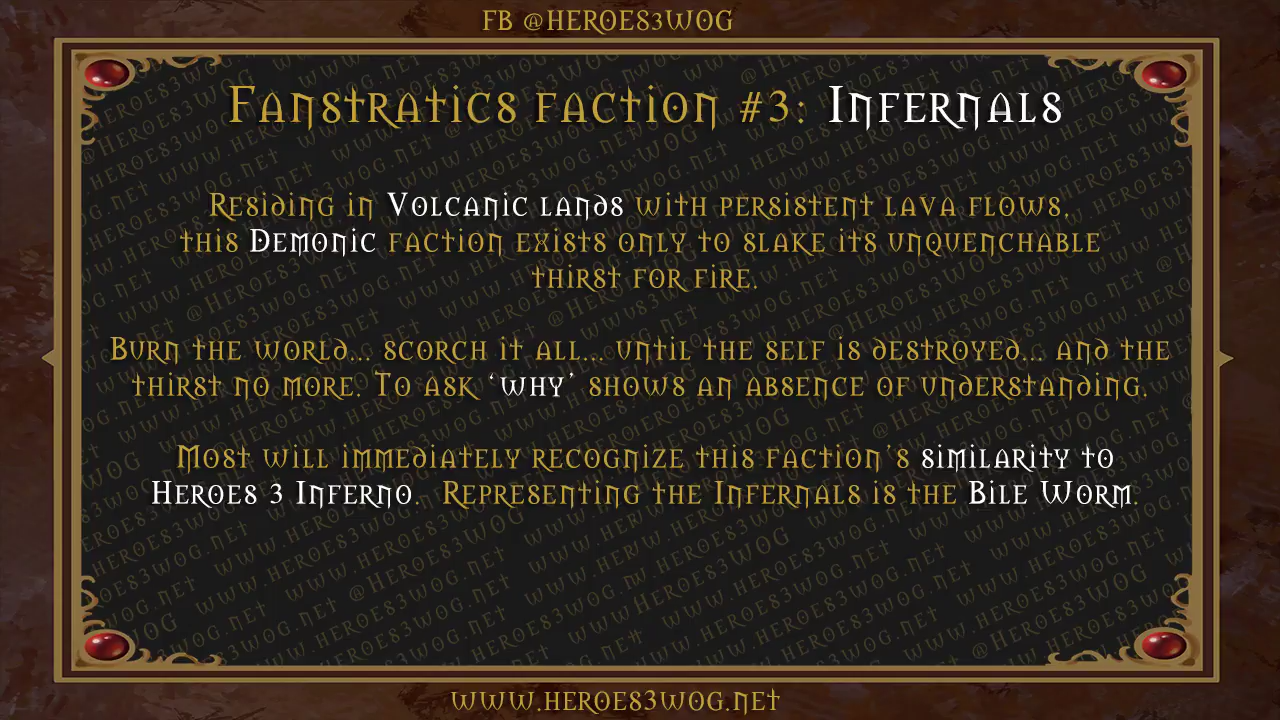 FB @Heroes3WOG
Fanstratics faction #3: Infernals
Residing in Volcanic lands with persistent lava flows,
this Demonic faction exists only to slake its unquenchable
thirst for fire.
Burn the world... scorch it all... until the self is destroyed... and the
thirst no more. To ask ‘why’ shows an absence of understanding.
Most will immediately recognize this faction's similarity to
Heroes 3 Inferno. Representing the Infernals is the Bile Worm.
www.heroes3wog.net